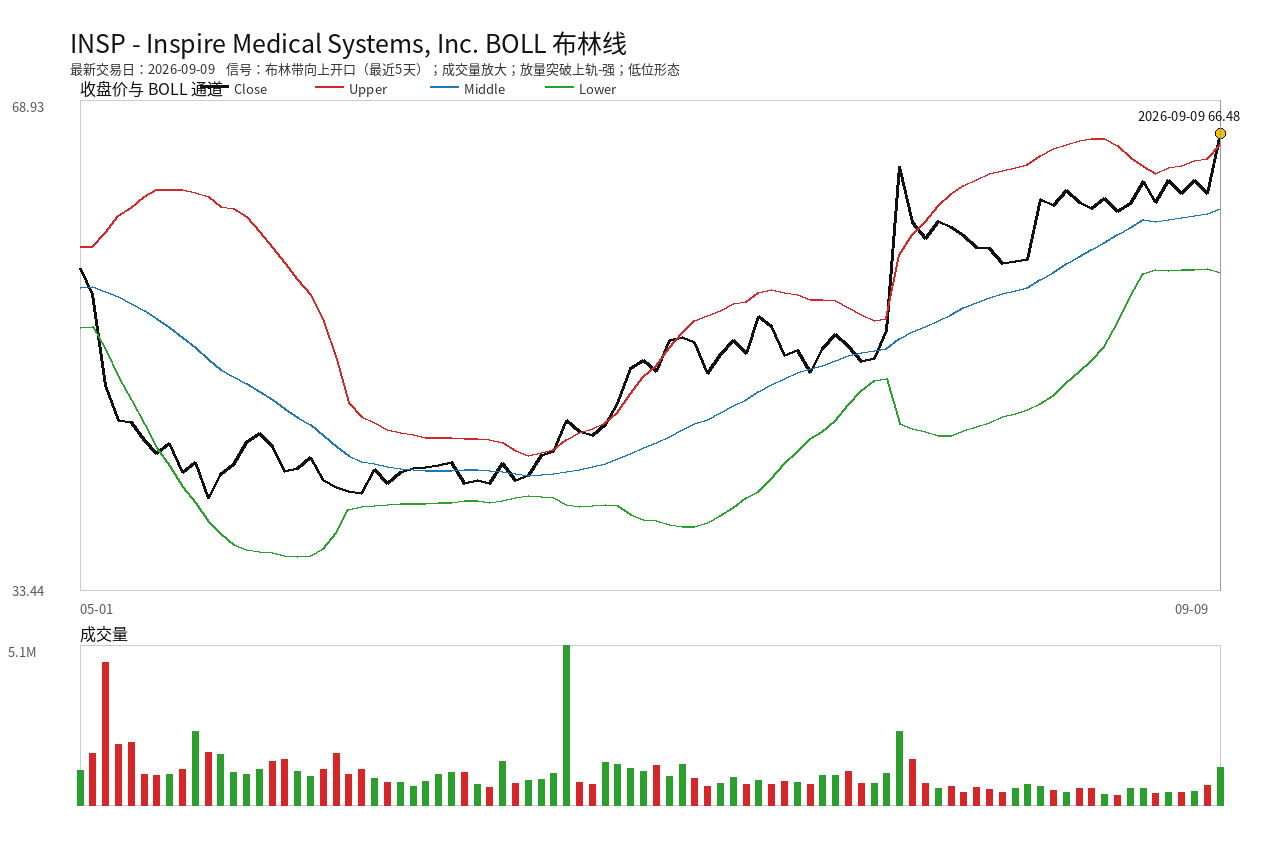 INSP - Inspire Medical Systems, Inc. BOLL 布林线
最新交易日：2026-09-09 信号：布林带向上开口（最近5天）；成交量放大；放量突破上轨-强；低位形态
收盘价与 BOLL 通道 Close Upper Middle Lower
68.93
2026-09-09 66.48
33.44
05-01 09-09
成交量
5.1M